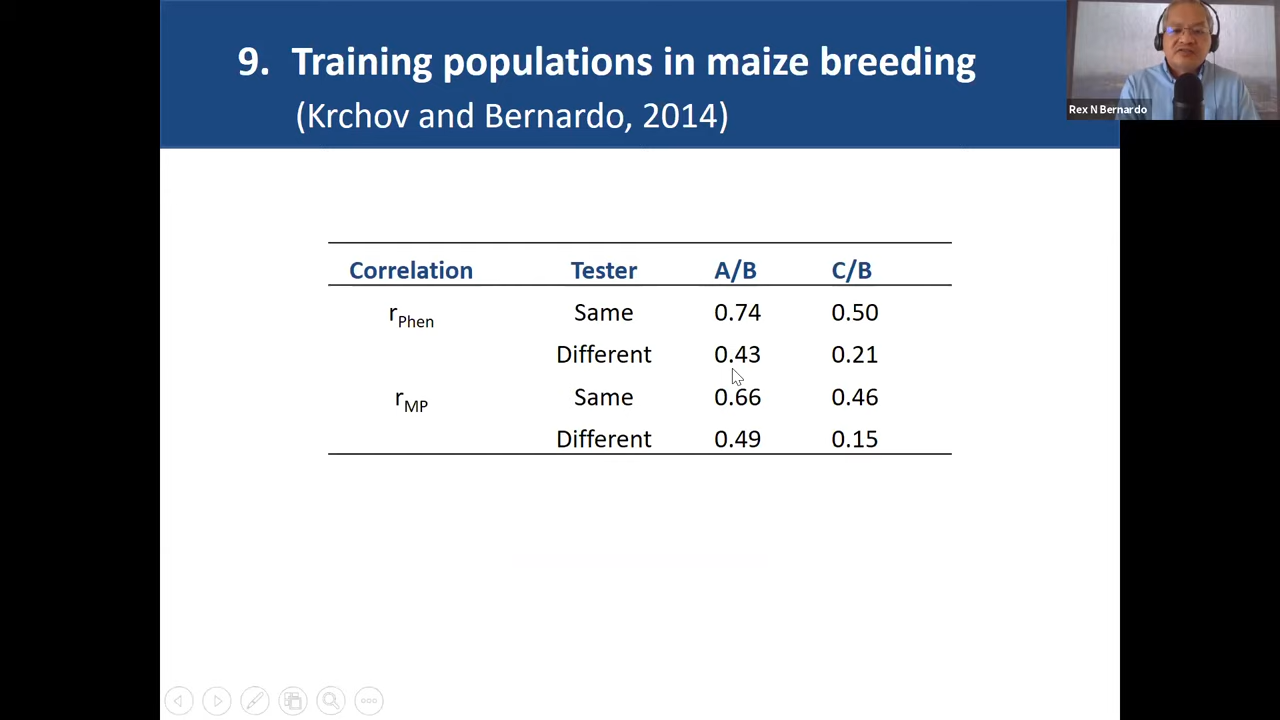 9. Training populations in maize breeding
(Krchov and Bernardo, 2014)
Rex N Bernardo
Correlation Tester A/B C/B
rPhen Same 0.74 0.50
Different 0.43 0.21
rMP Same 0.66 0.46
Different 0.49 0.15